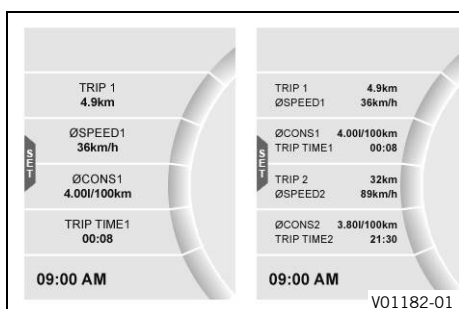 TRIP 1
4.9km
ØSPEED1
36km/h
SET
ØCONS1
4.00l/100km
TRIP TIME1
00:08
09:00 AM
TRIP 1 4.9km
ØSPEED1 36km/h
ØCONS1 4.00l/100km
TRIP TIME1 00:08
SET
TRIP 2 32km
ØSPEED2 89km/h
ØCONS2 3.80l/100km
TRIP TIME2 21:30
09:00 AM
V01182-01